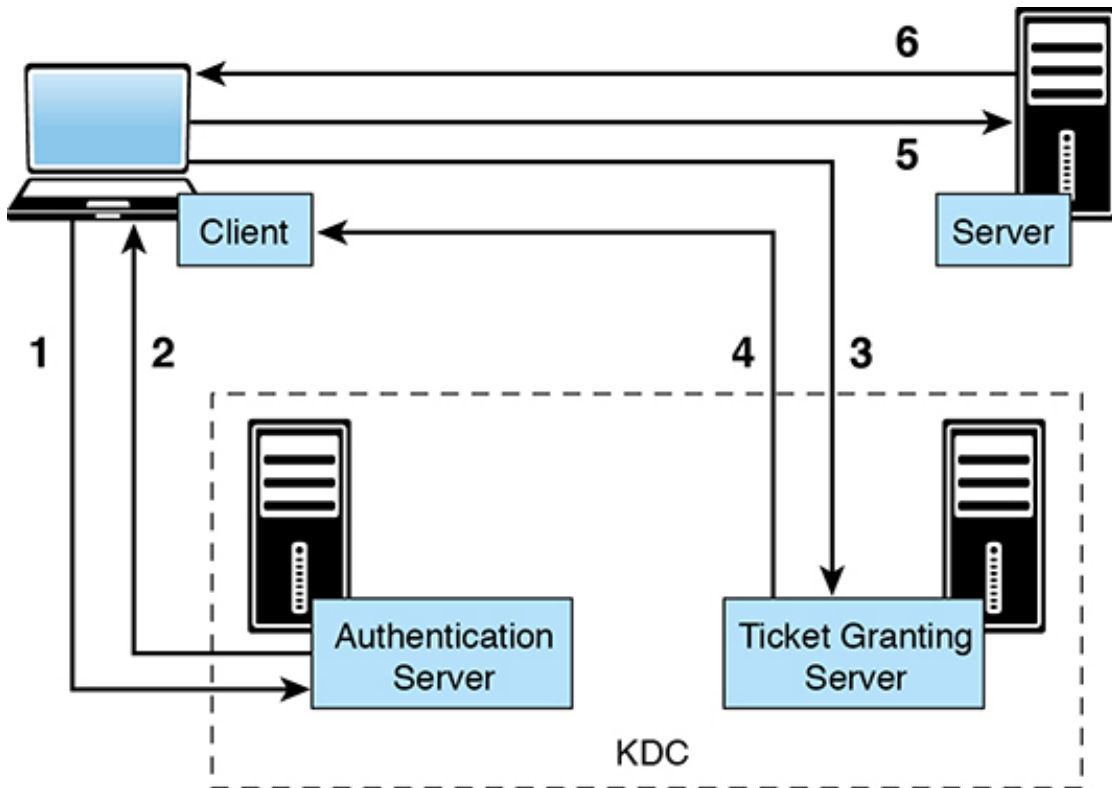 6
5
Client
Server
1
2
4
3
Authentication
Server
Ticket Granting
Server
KDC